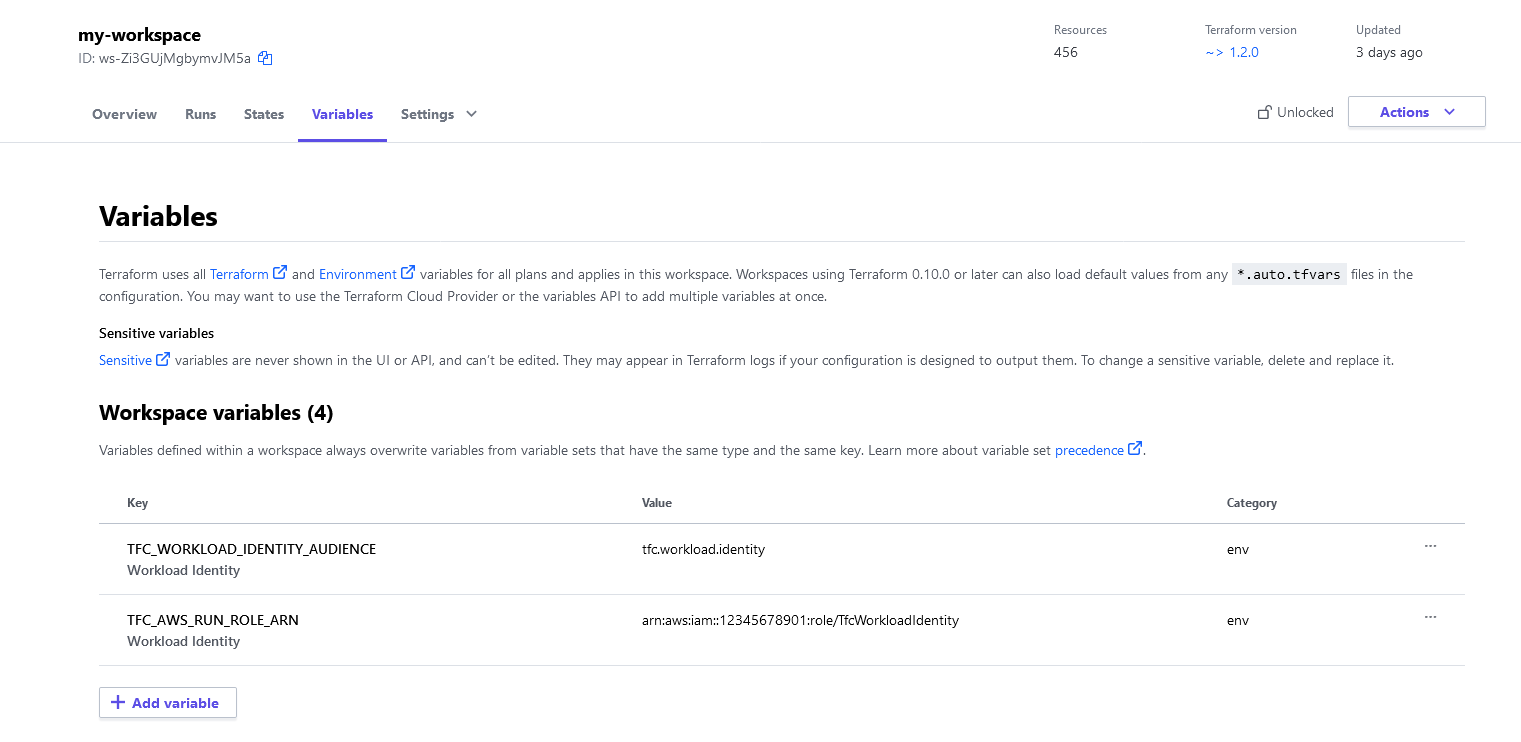 my-workspace
ID: ws-Zi3GUjMgbymvJM5a
Resources
456
Terraform version
~> 1.2.0
Updated
3 days ago
Overview Runs States Variables Settings
Unlocked
Actions
Variables
Terraform uses all Terraform and Environment variables for all plans and applies in this workspace. Workspaces using Terraform 0.10.0 or later can also load default values from any *.auto.tfvars files in the
configuration. You may want to use the Terraform Cloud Provider or the variables API to add multiple variables at once.
Sensitive variables
Sensitive variables are never shown in the UI or API, and can't be edited. They may appear in Terraform logs if your configuration is designed to output them. To change a sensitive variable, delete and replace it.
Workspace variables (4)
Variables defined within a workspace always overwrite variables from variable sets that have the same type and the same key. Learn more about variable set precedence.
Key Value Category
TFC_WORKLOAD_IDENTITY_AUDIENCE tfc.workload.identity env ...
Workload Identity
TFC_AWS_RUN_ROLE_ARN arn:aws:iam::12345678901:role/TfcWorkloadIdentity env ...
Workload Identity
+ Add variable